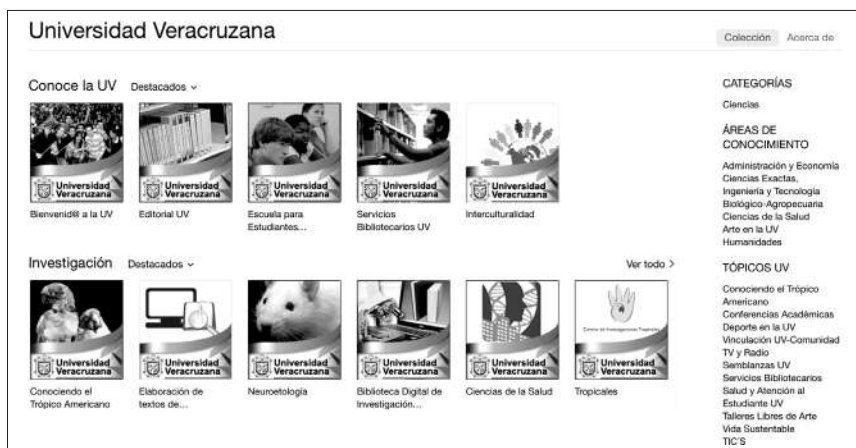 Universidad Veracruzana
Colección Acerca de
Conoce la UV Destacados
Universidad Veracruzana
Bienvenid@ a la UV
Universidad Veracruzana
Editorial UV
Universidad Veracruzana
Escuela para
Estudiantes...
Universidad Veracruzana
Servicios
Bibliotecarios UV
Universidad Veracruzana
Interculturalidad
Investigación Destacados Ver todo >
Universidad Veracruzana
Conociendo el
Trópico Americano
Universidad Veracruzana
Elaboración de
textos de...
Universidad Veracruzana
Neuroetología
Universidad Veracruzana
Biblioteca Digital de
Investigación...
Universidad Veracruzana
Ciencias de la Salud
Centro de Investigaciones Tropicales
Universidad Veracruzana
Tropicales
CATEGORÍAS
Ciencias
ÁREAS DE
CONOCIMIENTO
Administración y Economía
Ciencias Exactas,
Ingeniería y Tecnología
Biológico-Agropecuaria
Ciencias de la Salud
Arte en la UV
Humanidades
TÓPICOS UV
Conociendo el Trópico
Americano
Conferencias Académicas
Deporte en la UV
Vinculación UV-Comunidad
TV y Radio
Semblanzas UV
Servicios Bibliotecarios
Salud y Atención al
Estudiante UV
Talleres Libres de Arte
Vida Sustentable
TIC´S